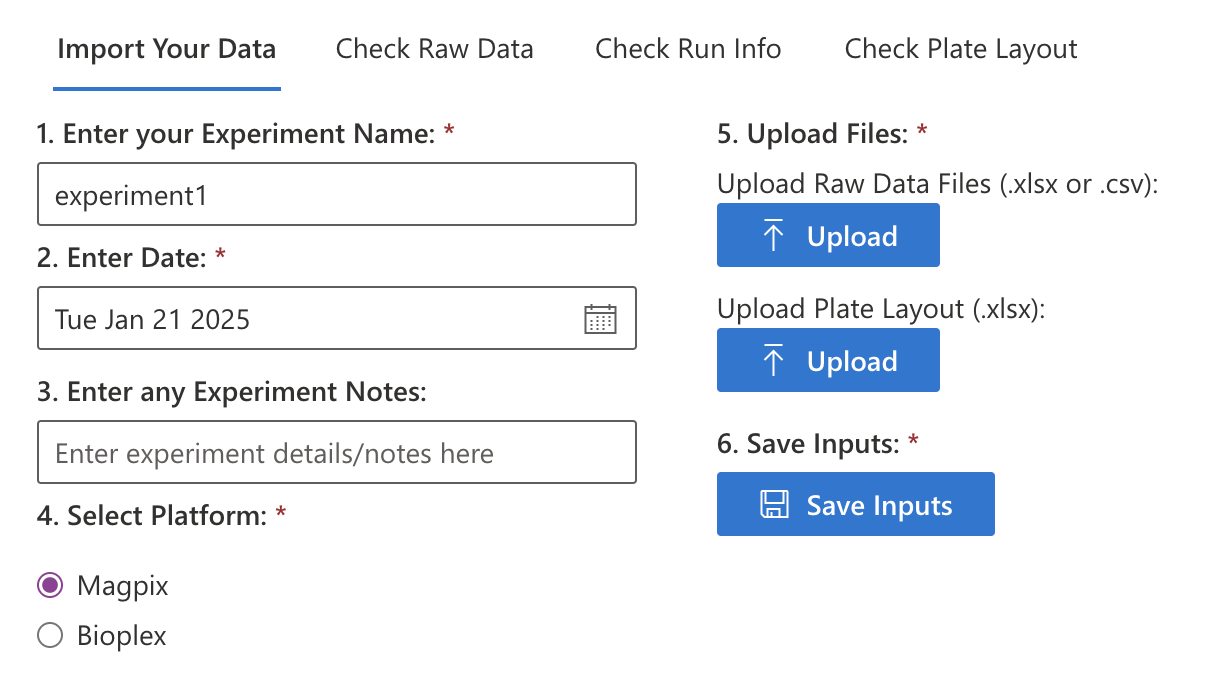 Import Your Data
Check Raw Data
Check Run Info
Check Plate Layout
1. Enter your Experiment Name: *
experiment1
2. Enter Date: *
Tue Jan 21 2025
3. Enter any Experiment Notes:
Enter experiment details/notes here
4. Select Platform: *
Magpix
Bioplex
5. Upload Files: *
Upload Raw Data Files (.xlsx or .csv):
Upload
Upload Plate Layout (.xlsx):
Upload
6. Save Inputs: *
Save Inputs